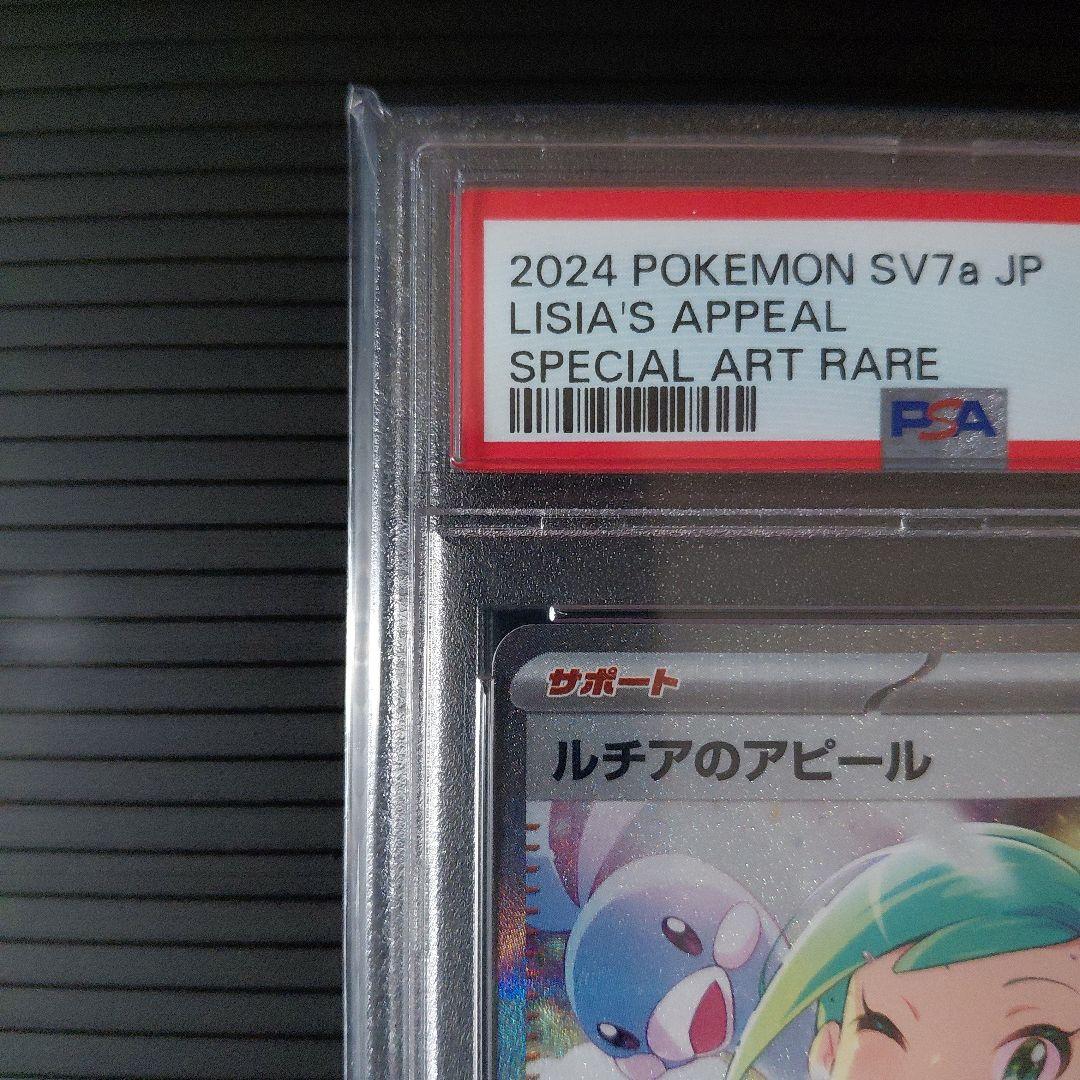 2024 POKEMON SV7a JP
LISIA'S APPEAL
SPECIAL ART RARE
PSA
サポート
ルチアのアピール